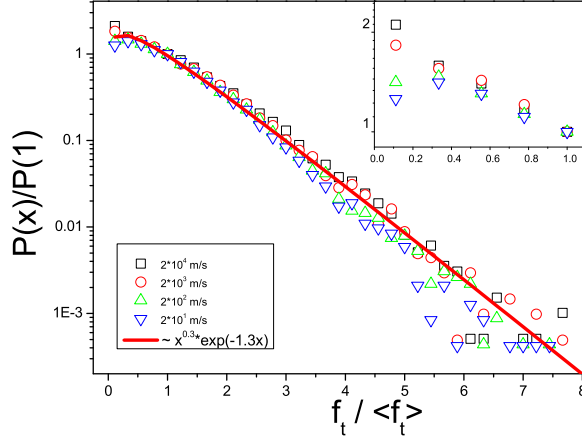 P(x)/P(1)
1
0.1
0.01
1E-3
0 1 2 3 4 5 6 7 8
f_t / <f_t>
2*10⁴ m/s
2*10³ m/s
2*10² m/s
2*10¹ m/s
~ x^0.3*exp(-1.3x)
2
1
0.0 0.2 0.4 0.6 0.8 1.0